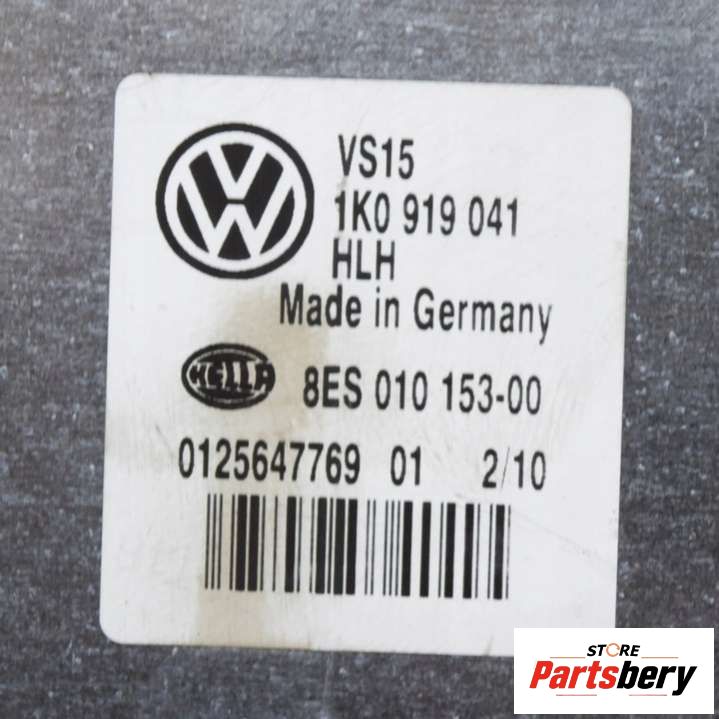 VS15
1K0 919 041
HLH
Made in Germany
HELLA
8ES 010 153-00
0125647769 01 2/10
STORE
Partsbery